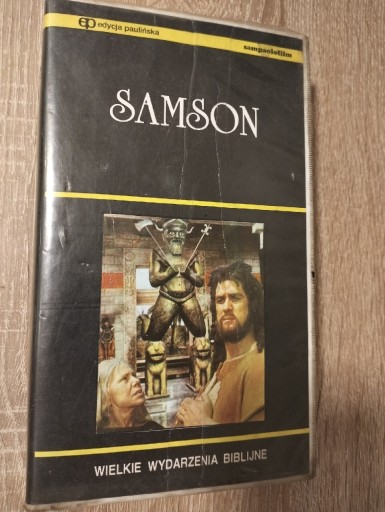 ep edycja paulińska
sampaolofilm
SAMSON
WIELKIE WYDARZENIA BIBLIJNE